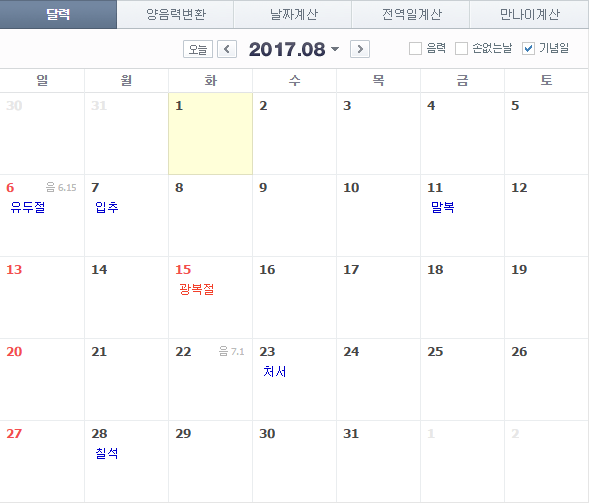 달력 양음력변환 날짜계산 전역일계산 만나이계산
오늘 < 2017.08 > 음력 손없는날 기념일
일 월 화 수 목 금 토
30 31 1 2 3 4 5
6 음 6.15 7 8 9 10 11 12
유두절 입추 말복
13 14 15 16 17 18 19
광복절
20 21 22 음 7.1 23 24 25 26
처서
27 28 29 30 31 1 2
칠석